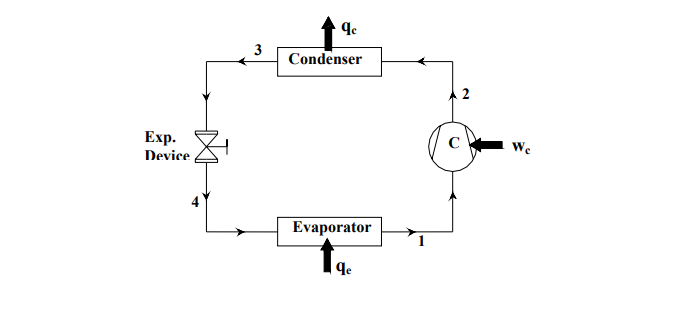 qc
3
Condenser
2
Exp.
Device
C
wc
4
Evaporator
1
qe